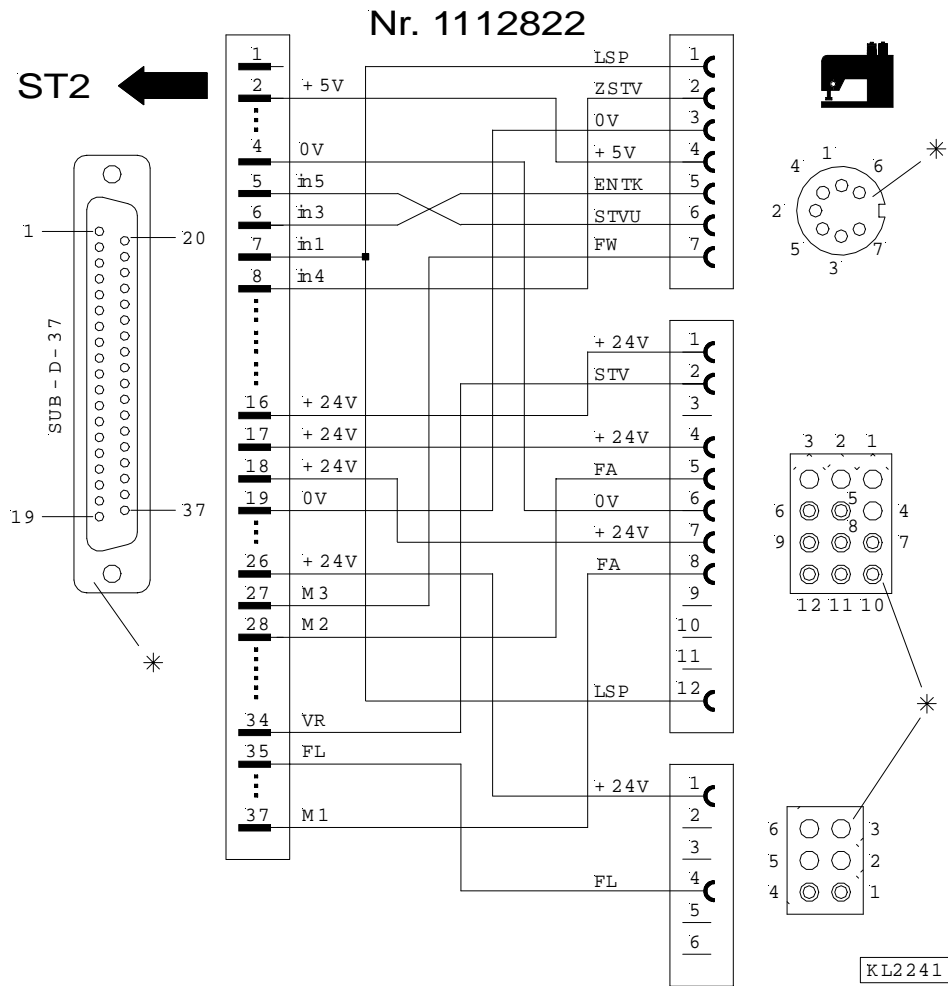 Nr. 1112822
ST2
SUB-D-37
1
20
19
37
1
2 +5V
4 0V
5 in5
6 in3
7 in1
8 in4
16 +24V
17 +24V
18 +24V
19 0V
26 +24V
27 M3
28 M2
34 VR
35 FL
37 M1
LSP 1
ZSTV 2
0V 3
+5V 4
ENTK 5
STVU 6
FW 7
+24V 1
STV 2
3
+24V 4
FA 5
0V 6
+24V 7
FA 8
9
10
11
LSP 12
+24V 1
2
3
FL 4
5
6
4 1 6
2
5 3 7
3 2 1
6 5 4
9 8 7
12 11 10
6 3
5 2
4 1
KL2241